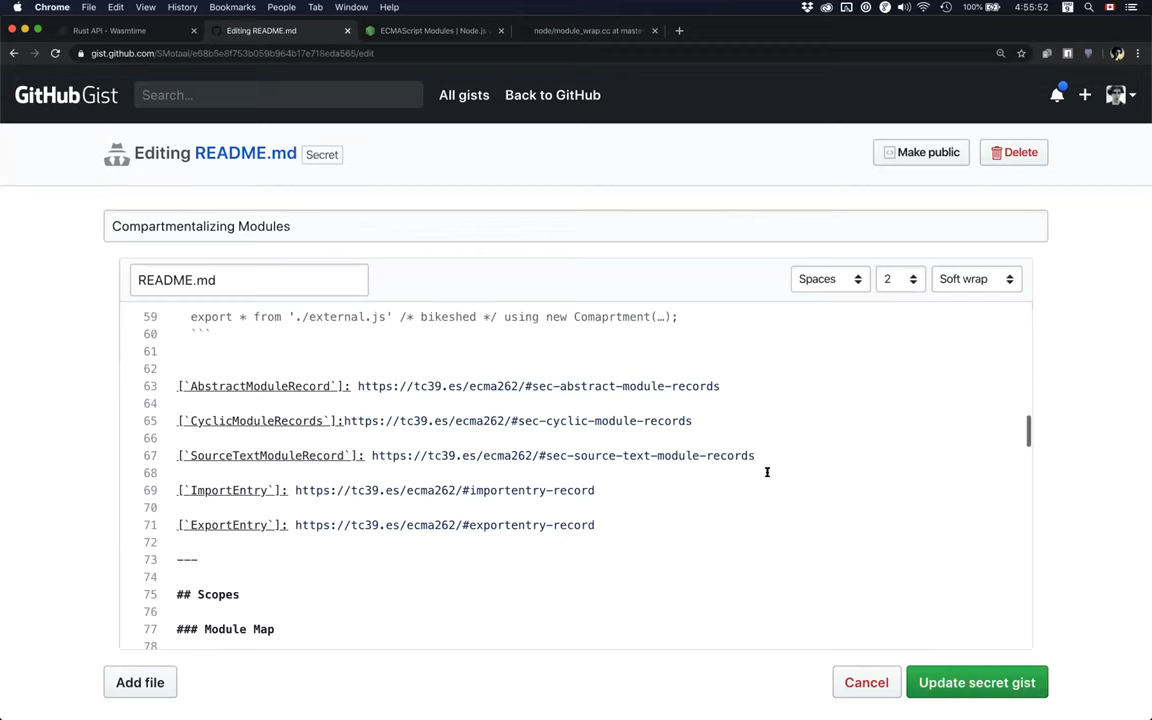 Chrome File Edit View History Bookmarks People Tab Window Help 100% 4:55:52 9
Rust API - Wasmtime Editing README.md ECMAScript Modules | Node.js node/module_wrap.cc at maste
gist.github.com/SMotaal/e68b5e8f753b059b964b17e718eda565/edit
GitHub Gist Search... All gists Back to GitHub
Editing README.md Secret Make public Delete
Compartmentalizing Modules
README.md Spaces 2 Soft wrap
59 export * from './external.js' /* bikeshed */ using new Comaprtment(…);
60 ```
61
62
63 [`AbstractModuleRecord`]: https://tc39.es/ecma262/#sec-abstract-module-records
64
65 [`CyclicModuleRecords`]:https://tc39.es/ecma262/#sec-cyclic-module-records
66
67 [`SourceTextModuleRecord`]: https://tc39.es/ecma262/#sec-source-text-module-records
68
69 [`ImportEntry`]: https://tc39.es/ecma262/#importentry-record
70
71 [`ExportEntry`]: https://tc39.es/ecma262/#exportentry-record
72
73 ---
74
75 ## Scopes
76
77 ### Module Map
78
Add file Cancel Update secret gist